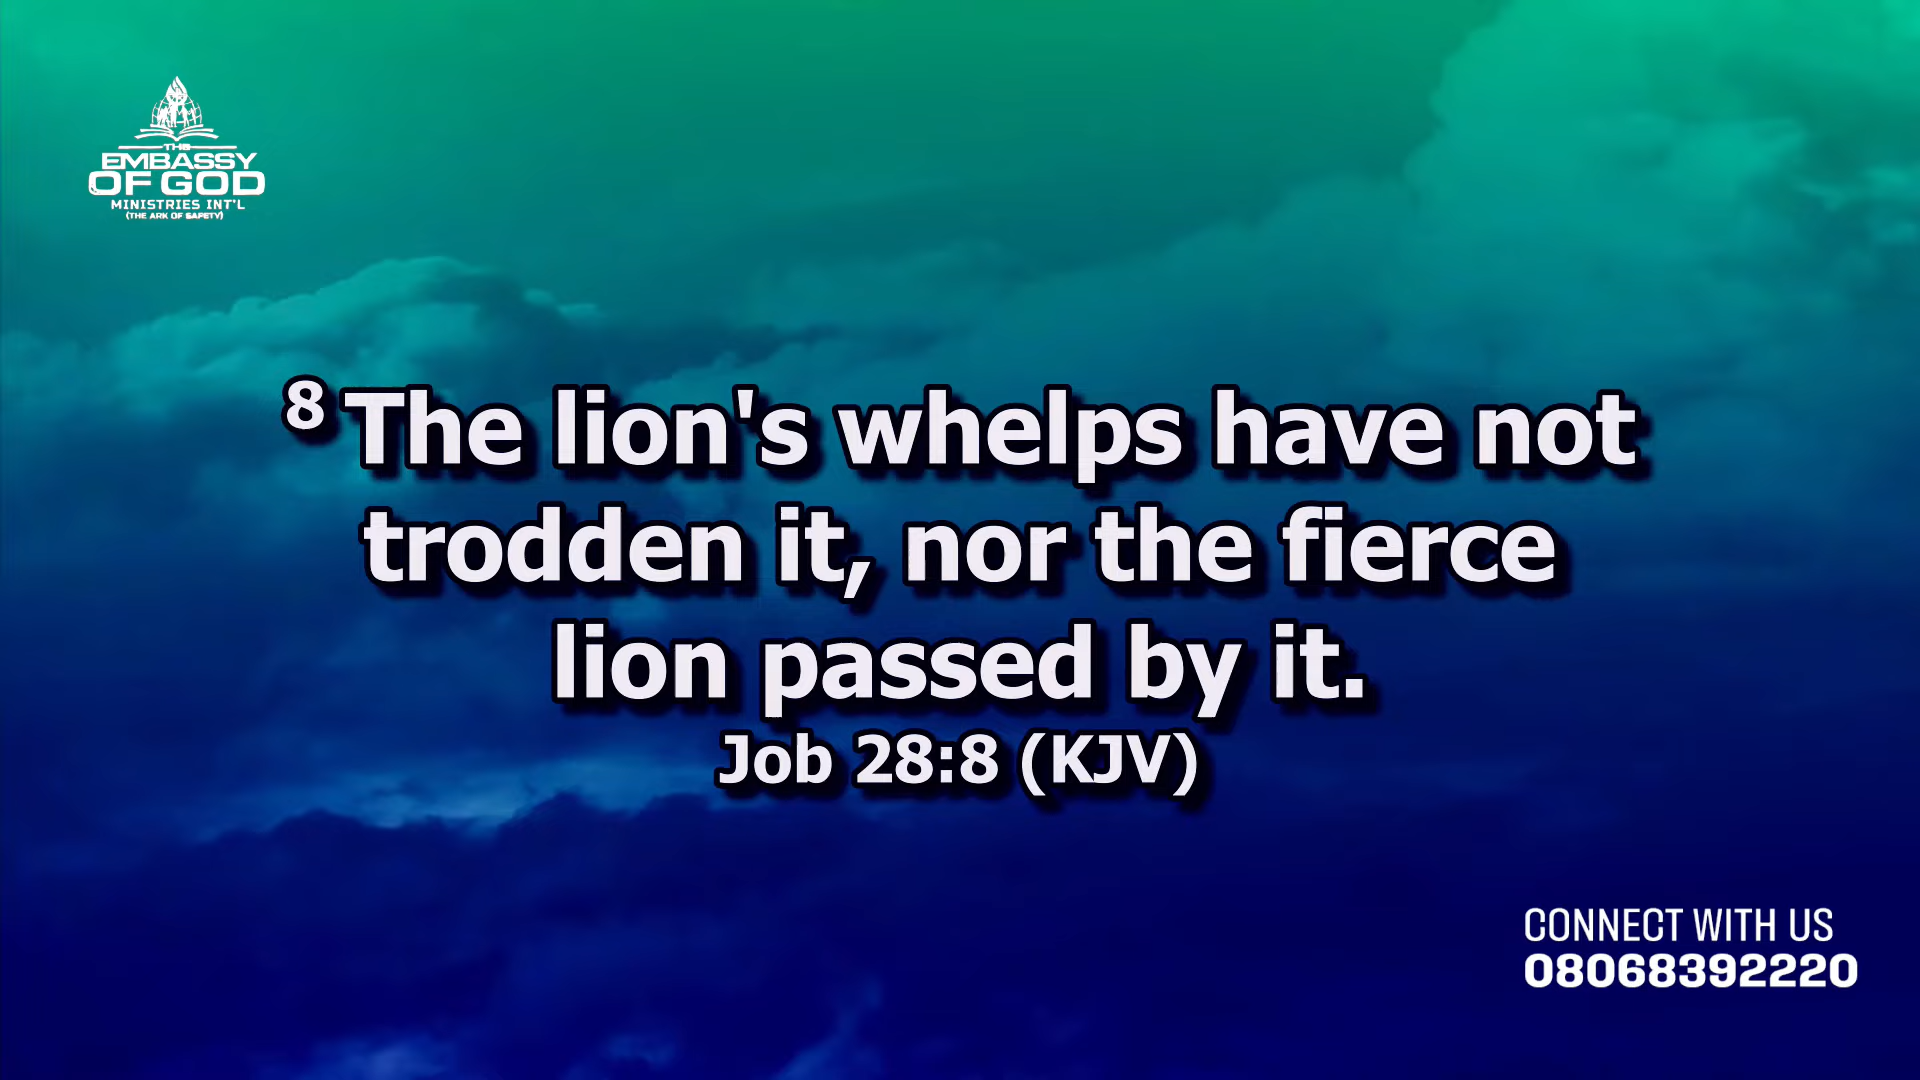 THE
EMBASSY
OF GOD
MINISTRIES INT'L
(THE ARK OF SAFETY)
8 The lion's whelps have not
trodden it, nor the fierce
lion passed by it.
Job 28:8 (KJV)
CONNECT WITH US
08068392220